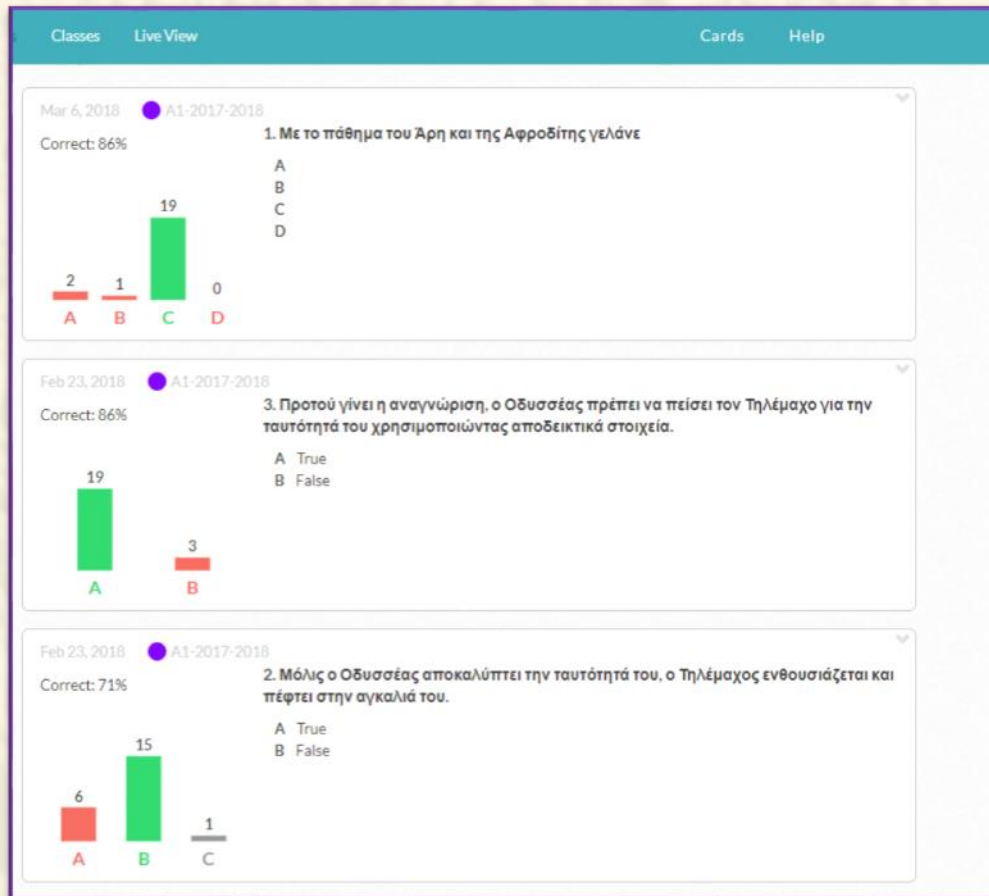 Classes Live View Cards Help
Mar 6, 2018 A1-2017-2018
Correct: 86%
1. Με το πάθημα του Άρη και της Αφροδίτης γελάνε
A
B
C
D
19
2 1 0
A B C D
Feb 23, 2018 A1-2017-2018
Correct: 86%
3. Προτού γίνει η αναγνώριση, ο Οδυσσέας πρέπει να πείσει τον Τηλέμαχο για την
ταυτότητά του χρησιμοποιώντας αποδεικτικά στοιχεία.
A True
B False
19
3
A B
Feb 23, 2018 A1-2017-2018
Correct: 71%
2. Μόλις ο Οδυσσέας αποκαλύπτει την ταυτότητά του, ο Τηλέμαχος ενθουσιάζεται και
πέφτει στην αγκαλιά του.
A True
B False
15
6
1
A B C